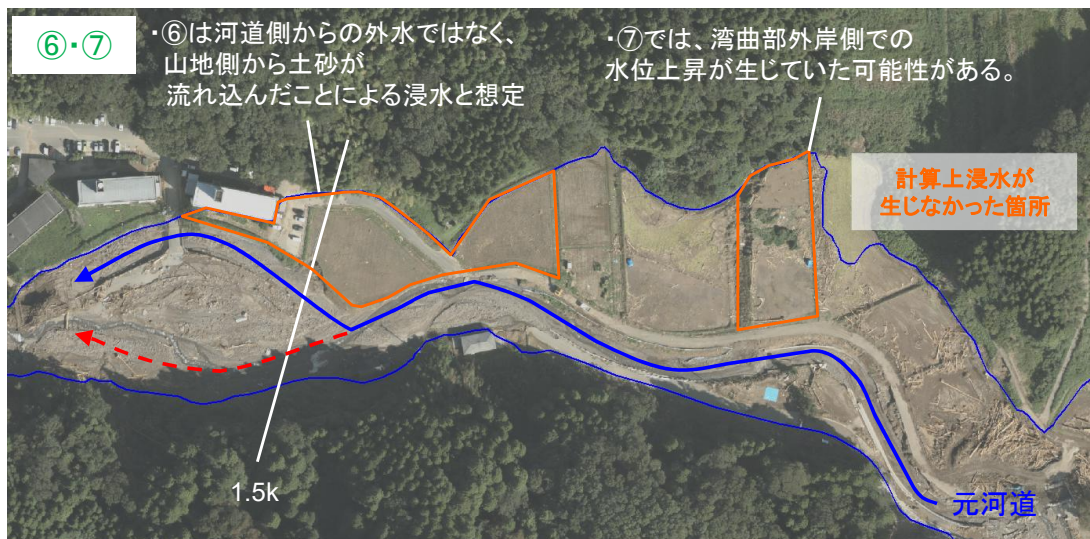 ⑥・⑦
・⑥は河道側からの外水ではなく、
山地側から土砂が
流れ込んだことによる浸水と想定
・⑦では、湾曲部外岸側での
水位上昇が生じていた可能性がある。
計算上浸水が
生じなかった箇所
1.5k
元河道